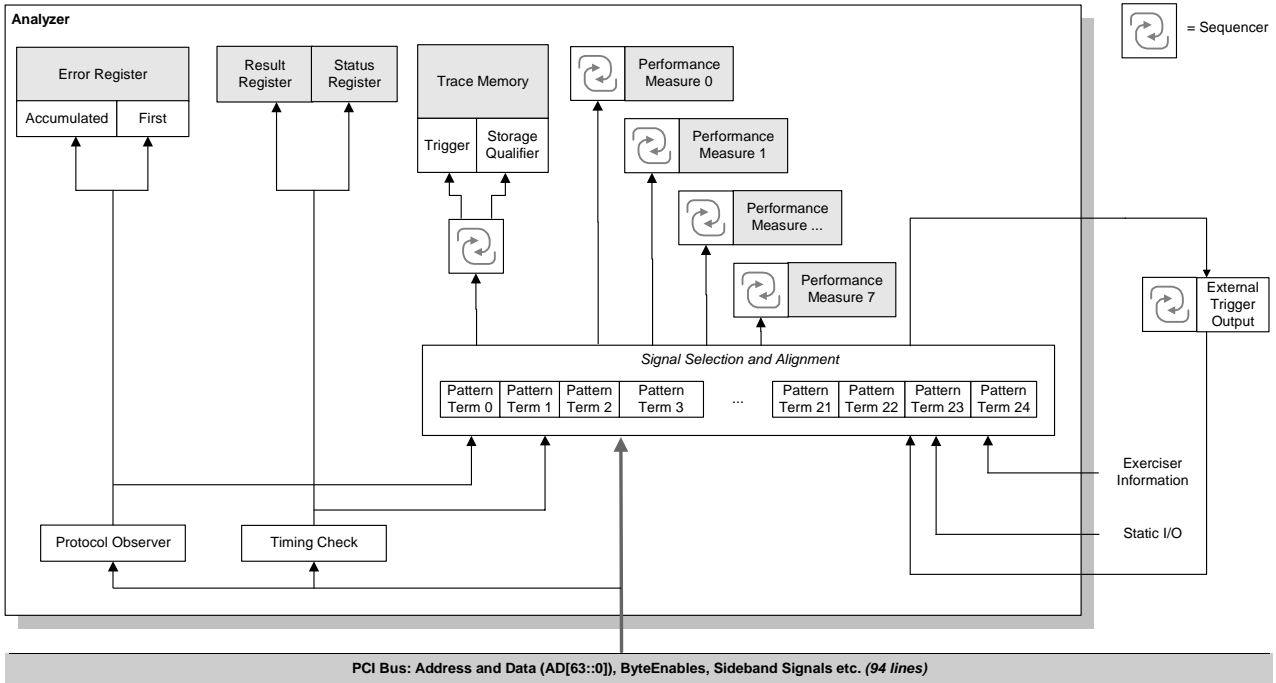 Analyzer
= Sequencer
Error Register
Accumulated
First
Result
Register
Status
Register
Trace Memory
Trigger
Storage
Qualifier
Performance
Measure 0
Performance
Measure 1
Performance
Measure ...
Performance
Measure 7
External
Trigger
Output
Signal Selection and Alignment
Pattern
Term 0
Pattern
Term 1
Pattern
Term 2
Pattern
Term 3
...
Pattern
Term 21
Pattern
Term 22
Pattern
Term 23
Pattern
Term 24
Exerciser
Information
Static I/O
Protocol Observer
Timing Check
PCI Bus: Address and Data (AD[63::0]), ByteEnables, Sideband Signals etc. (94 lines)